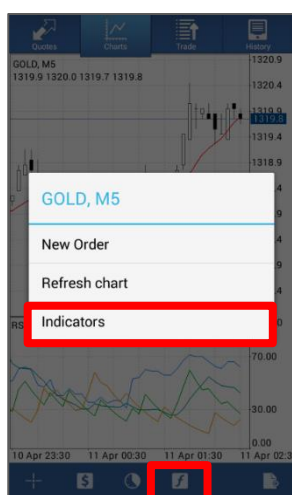 Quotes Charts Trade History
GOLD, M5
1319.9 1320.0 1319.7 1319.8
1320.9
1320.4
1319.9
1319.8
1319.4
1318.9
GOLD, M5
New Order
Refresh chart
Indicators
RS
70.00
30.00
0.00
10 Apr 23:30 11 Apr 00:30 11 Apr 01:30 11 Apr 02:3
$ f